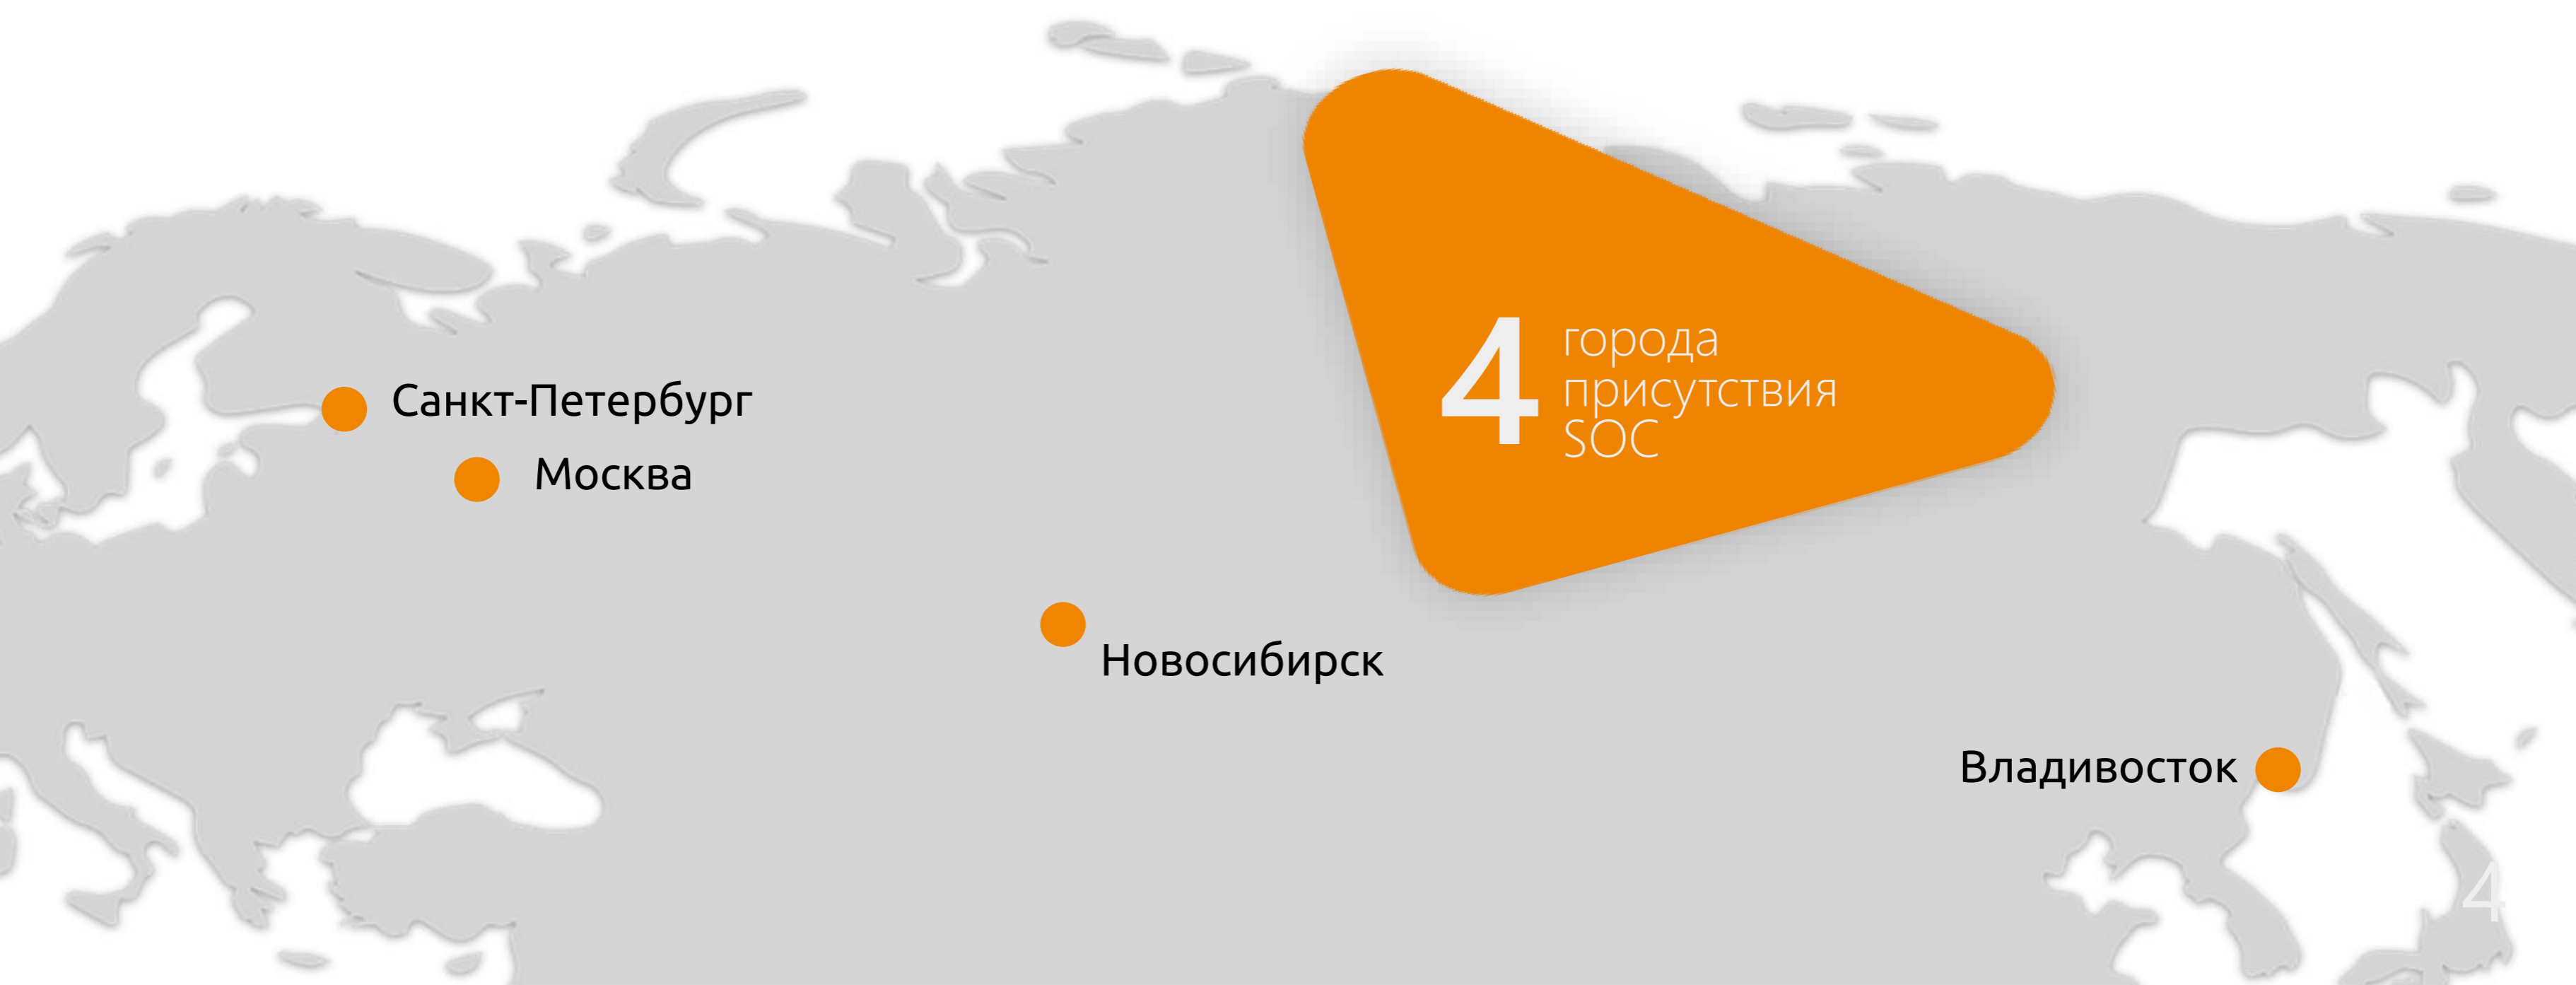 4
города
присутствия
SOC
Санкт-Петербург
Москва
Новосибирск
Владивосток
4